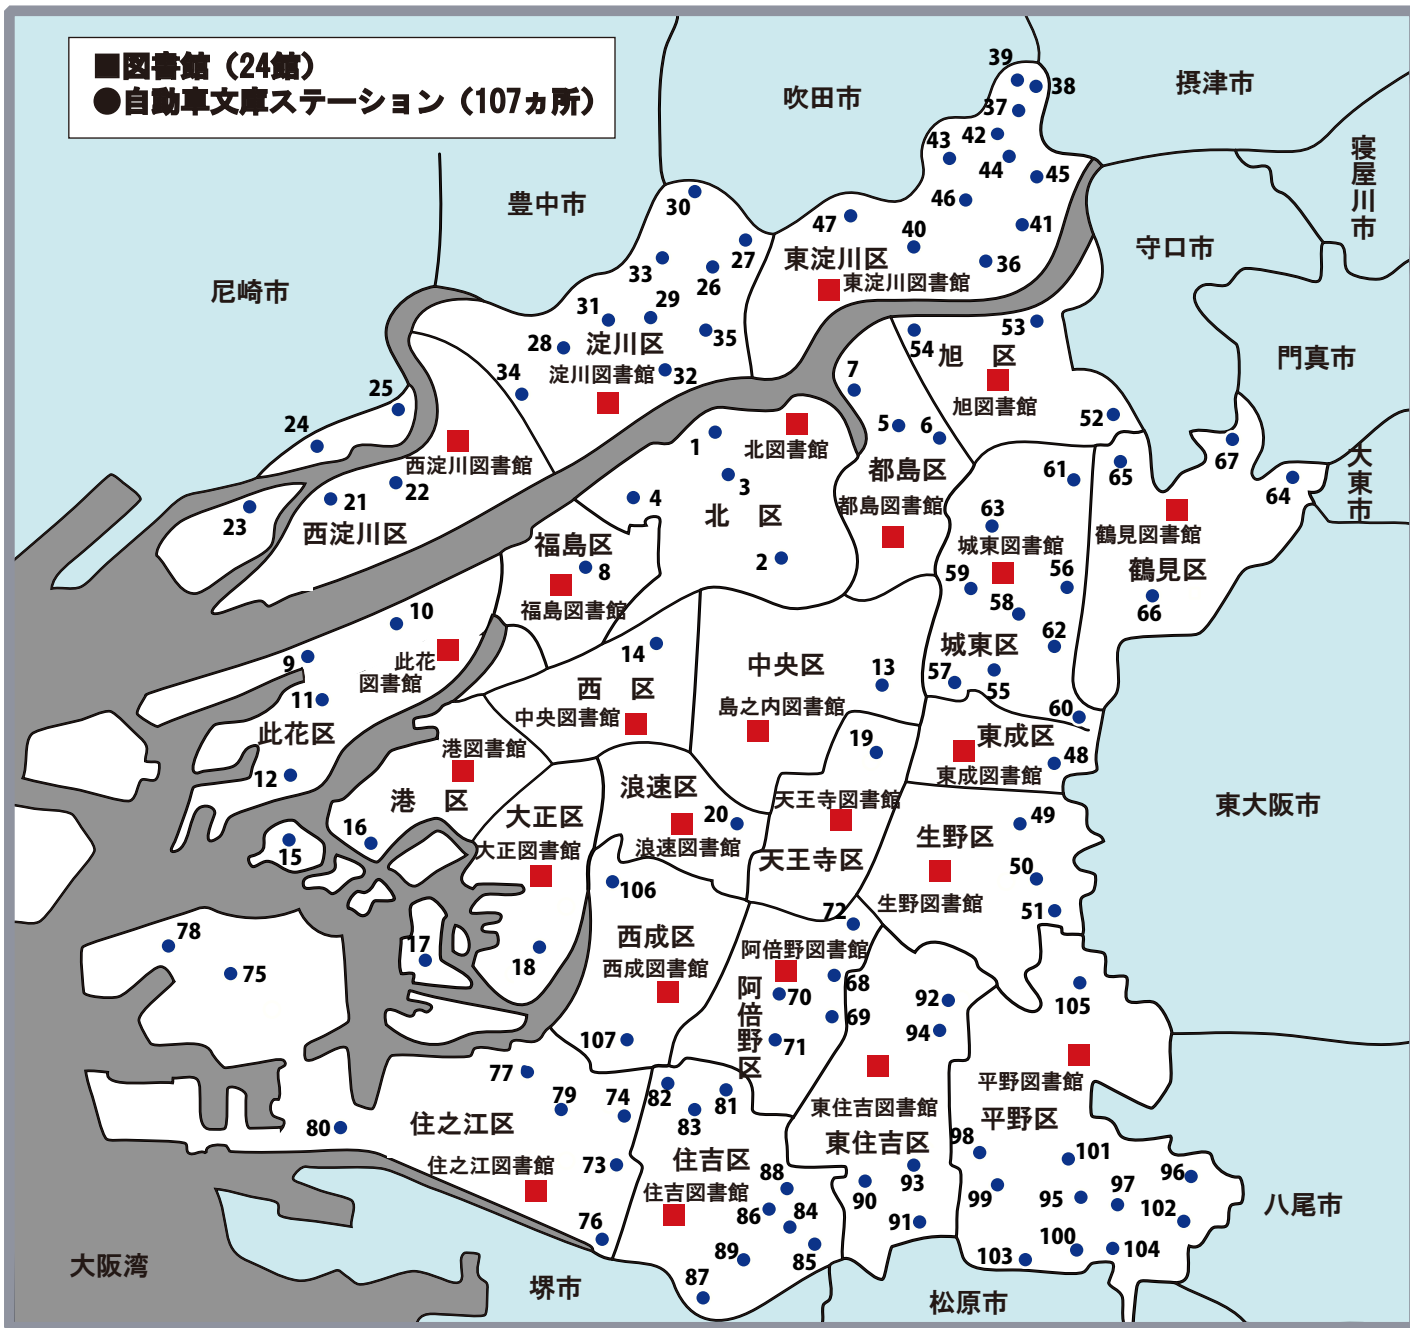 ■図書館（24館）
●自動車文庫ステーション（107ヵ所）
39
38
37
吹田市
摂津市
42
43
44
45
寝屋川市
豊中市
30
46
47
41
40
守口市
27
33
26
36
東淀川区
東淀川図書館
尼崎市
31
29
35
28
淀川区
淀川図書館
32
34
53
54
旭　区
旭図書館
門真市
7
25
24
52
5
6
1
北図書館
西淀川図書館
都島区
67
大東市
61
65
64
22
21
23
3
4
北　区
都島図書館
63
西淀川区
城東図書館
鶴見図書館
鶴見区
福島区
8
2
59
56
58
66
福島図書館
10
62
城東区
9
此花
図書館
14
中央区
13
57
55
11
西　区
中央図書館
島之内図書館
60
此花区
港図書館
19
東成区
48
東成図書館
12
浪速区
天王寺図書館
港　区
大正区
東大阪市
16
20
49
生野区
15
大正図書館
浪速図書館
天王寺区
50
106
生野図書館
51
72
78
17
18
西成区
阿倍野図書館
75
西成図書館
68
70
阿倍野区
92
105
69
94
107
71
平野図書館
77
82
81
79
74
83
東住吉図書館
平野区
80
住之江区
東住吉区
98
101
住之江図書館
73
住吉区
88
93
96
住吉図書館
90
99
95
97
86
84
91
102
八尾市
76
89
85
103
100
104
大阪湾
87
堺市
松原市